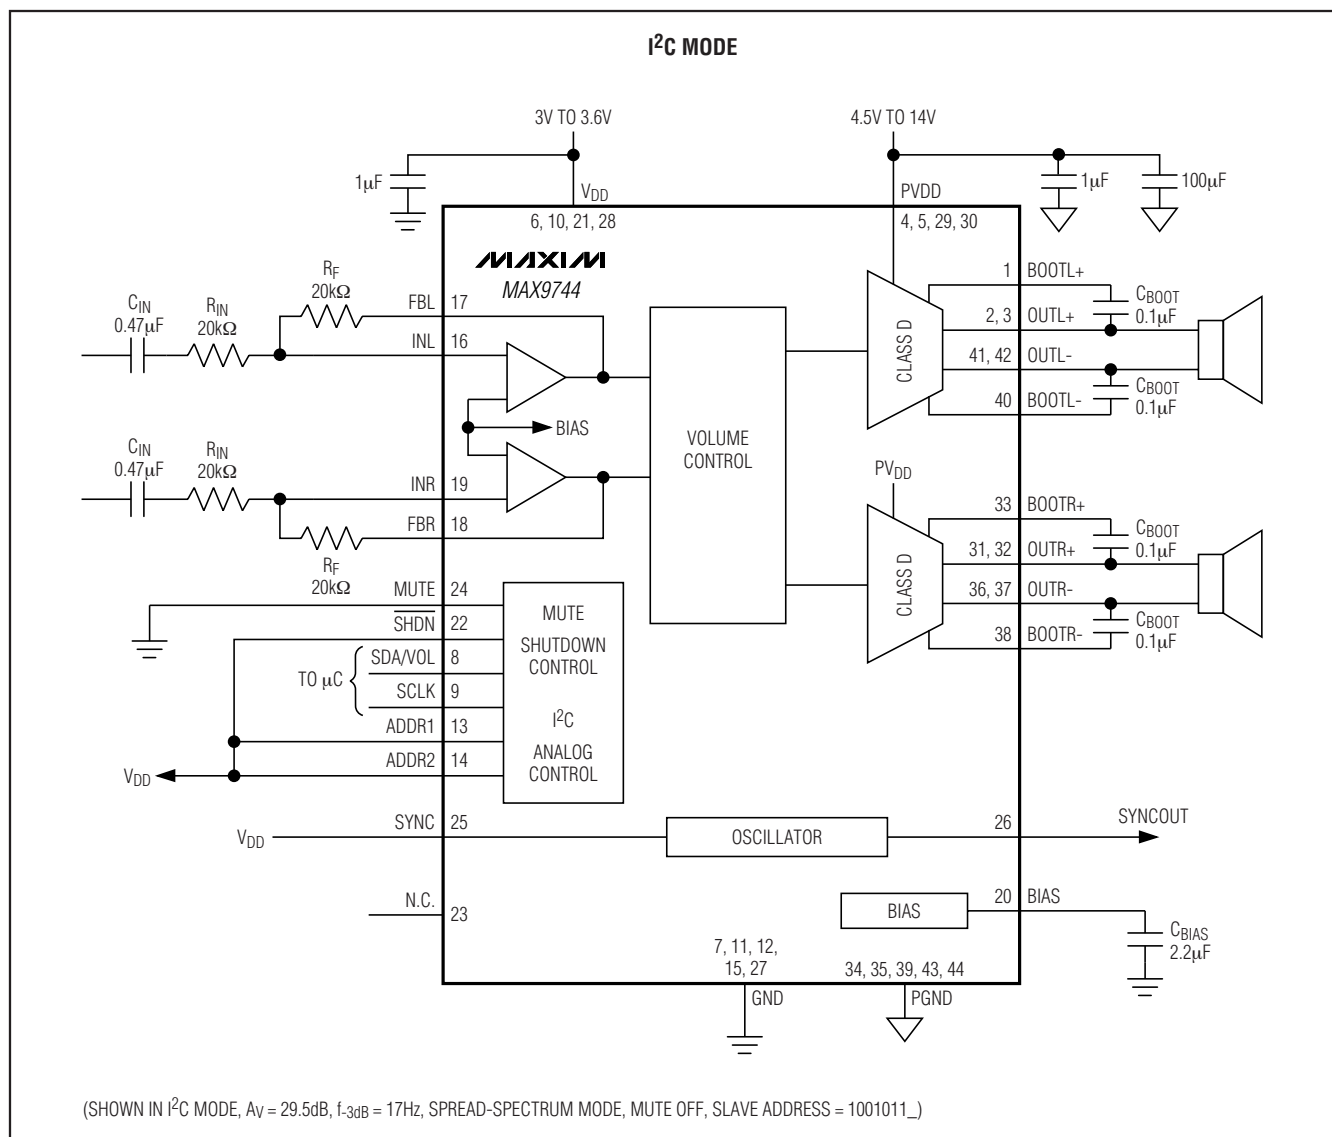 I²C MODE
3V TO 3.6V
4.5V TO 14V
1µF
VDD
PVDD
1µF
100µF
6, 10, 21, 28
4, 5, 29, 30
MAXIM
MAX9744
RF
20kΩ
CIN
0.47µF
RIN
20kΩ
FBL
17
INL
16
BIAS
CIN
0.47µF
RIN
20kΩ
INR
19
FBR
18
RF
20kΩ
VOLUME
CONTROL
CLASS D
1
BOOTL+
2, 3
OUTL+
41, 42
OUTL-
40
BOOTL-
CBOOT
0.1µF
CBOOT
0.1µF
PVDD
CLASS D
33
BOOTR+
31, 32
OUTR+
36, 37
OUTR-
38
BOOTR-
CBOOT
0.1µF
CBOOT
0.1µF
MUTE
24
SHDN
22
SDA/VOL
8
TO µC
SCLK
9
ADDR1
13
ADDR2
14
VDD
MUTE
SHUTDOWN
CONTROL
I²C
ANALOG
CONTROL
VDD
SYNC
25
OSCILLATOR
26
SYNCOUT
N.C.
23
BIAS
20
BIAS
CBIAS
2.2µF
7, 11, 12,
15, 27
34, 35, 39, 43, 44
GND
PGND
(SHOWN IN I²C MODE, AV = 29.5dB, f-3dB = 17Hz, SPREAD-SPECTRUM MODE, MUTE OFF, SLAVE ADDRESS = 1001011_)